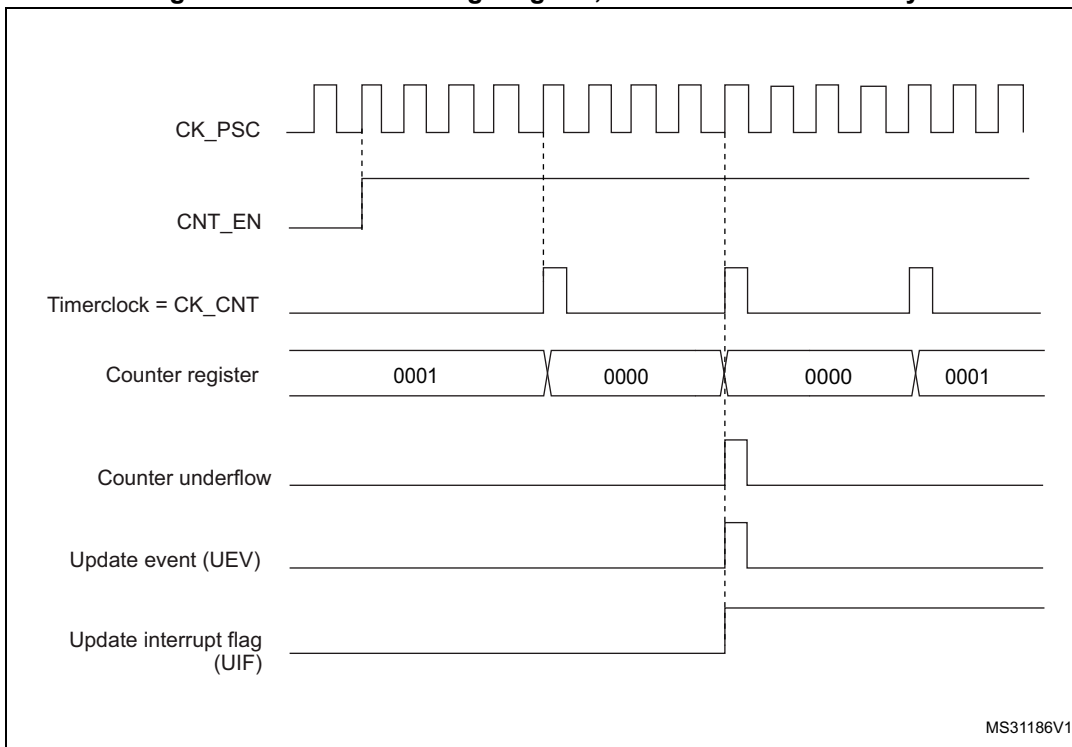 CK_PSC
CNT_EN
Timerclock = CK_CNT
Counter register 0001 0000 0000 0001
Counter underflow
Update event (UEV)
Update interrupt flag
(UIF)
MS31186V1